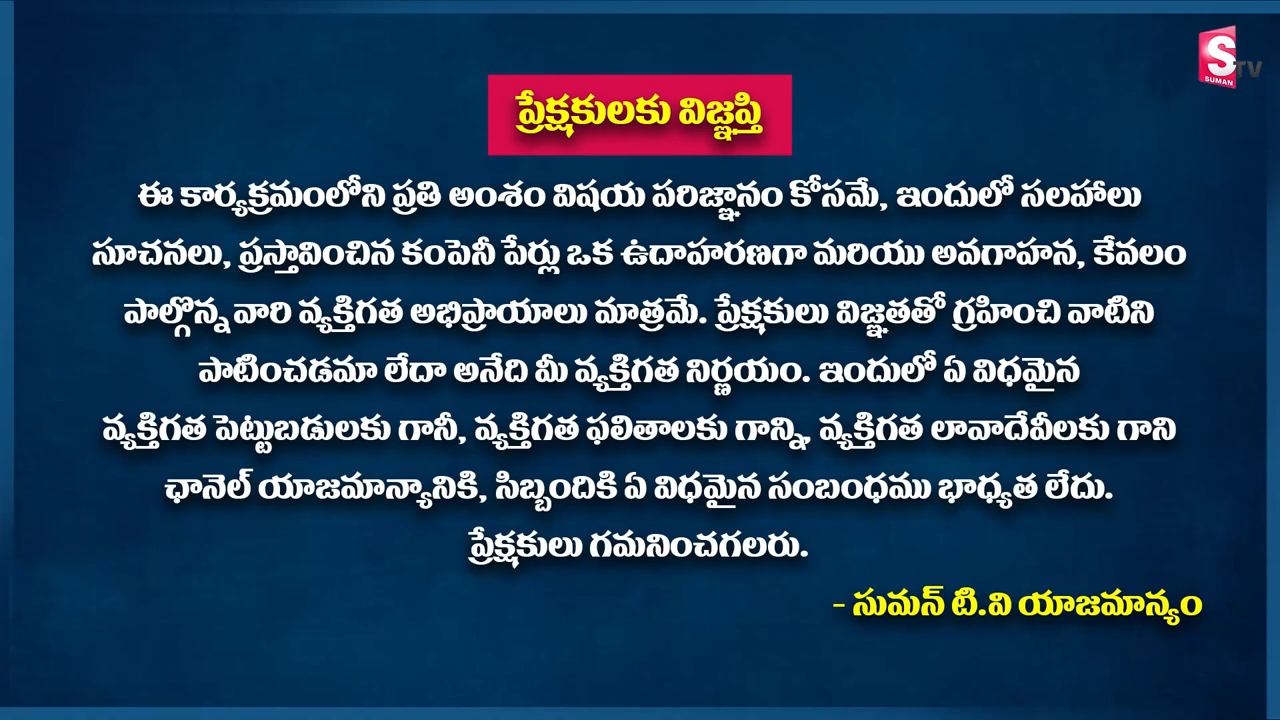 S
TV
SUMAN
ప్రేక్షకులకు విజ్ఞప్తి
ఈ కార్యక్రమంలోని ప్రతి అంశం విషయ పరిజ్ఞానం కోసమే, ఇందులో సలహాలు
సూచనలు, ప్రస్తావించిన కంపెనీ పేర్లు ఒక ఉదాహరణగా మరియు అవగాహన, కేవలం
పాల్గొన్న వారి వ్యక్తిగత అభిప్రాయాలు మాత్రమే. ప్రేక్షకులు విజ్ఞతతో గ్రహించి వాటిని
పాటించడమా లేదా అనేది మీ వ్యక్తిగత నిర్ణయం. ఇందులో ఏ విధమైన
వ్యక్తిగత పెట్టుబడులకు గానీ, వ్యక్తిగత ఫలితాలకు గాన్ని, వ్యక్తిగత లావాదేవీలకు గాని
ఛానెల్ యాజమాన్యానికి, సిబ్బందికి ఏ విధమైన సంబంధము భాధ్యత లేదు.
ప్రేక్షకులు గమనించగలరు.
- సుమన్ టి.వి యాజమాన్యం